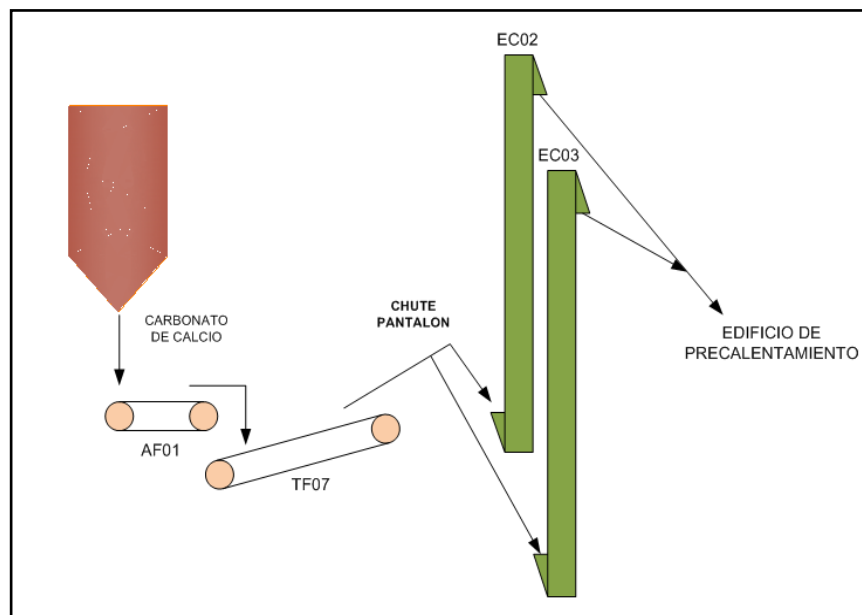 EC02
EC03
CARBONATO
DE CALCIO
CHUTE
PANTALON
EDIFICIO DE
PRECALENTAMIENTO
AF01
TF07